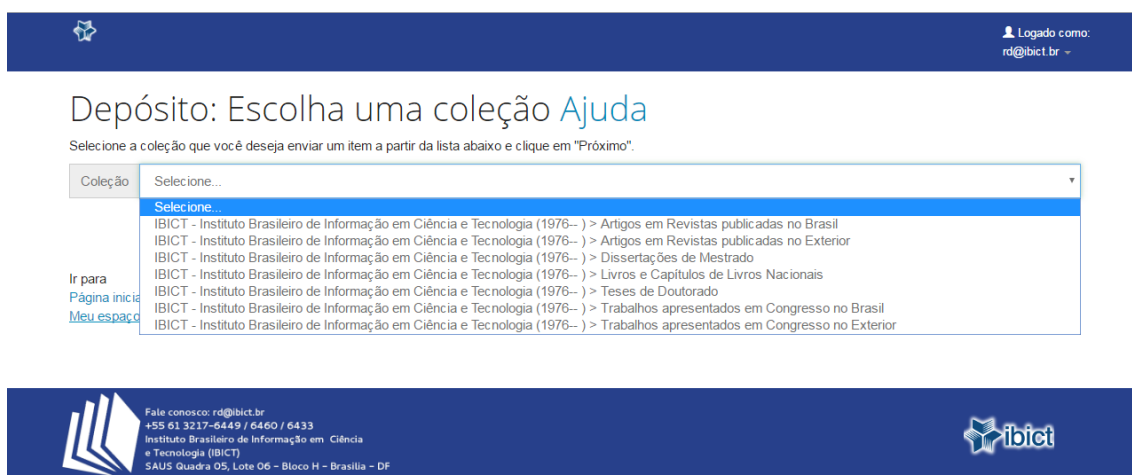 Logado como:
rd@ibict.br
Depósito: Escolha uma coleção Ajuda
Selecione a coleção que você deseja enviar um item a partir da lista abaixo e clique em "Próximo".
Coleção Selecione...
Selecione...
IBICT - Instituto Brasileiro de Informação em Ciência e Tecnologia (1976-- ) > Artigos em Revistas publicadas no Brasil
IBICT - Instituto Brasileiro de Informação em Ciência e Tecnologia (1976-- ) > Artigos em Revistas publicadas no Exterior
IBICT - Instituto Brasileiro de Informação em Ciência e Tecnologia (1976-- ) > Dissertações de Mestrado
IBICT - Instituto Brasileiro de Informação em Ciência e Tecnologia (1976-- ) > Livros e Capítulos de Livros Nacionais
IBICT - Instituto Brasileiro de Informação em Ciência e Tecnologia (1976-- ) > Teses de Doutorado
IBICT - Instituto Brasileiro de Informação em Ciência e Tecnologia (1976-- ) > Trabalhos apresentados em Congresso no Brasil
IBICT - Instituto Brasileiro de Informação em Ciência e Tecnologia (1976-- ) > Trabalhos apresentados em Congresso no Exterior
Ir para
Página inicia
Meu espaço
Fale conosco: rd@ibict.br
+55 61 3217-6449 / 6460 / 6433
Instituto Brasileiro de Informação em Ciência
e Tecnologia (IBICT)
SAUS Quadra 05, Lote 06 - Bloco H - Brasília - DF
ibict